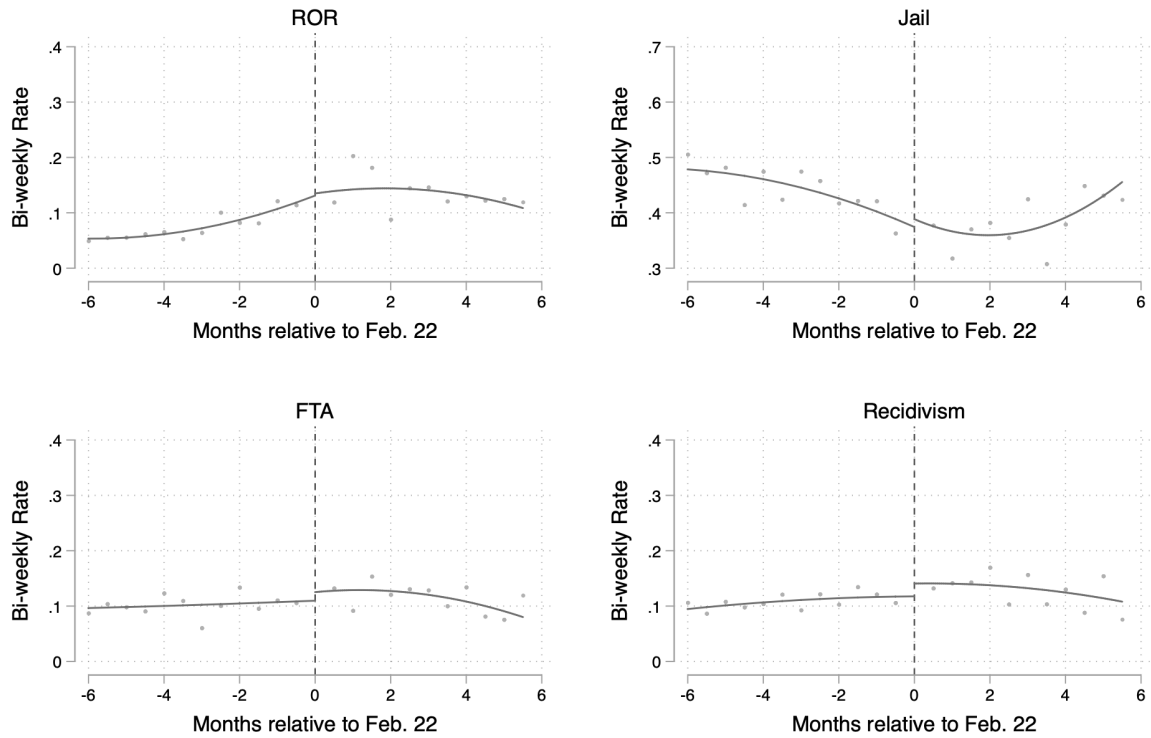 ROR
.4
.3
.2
.1
0
Bi-weekly Rate
-6 -4 -2 0 2 4 6
Months relative to Feb. 22
Jail
.7
.6
.5
.4
.3
Bi-weekly Rate
-6 -4 -2 0 2 4 6
Months relative to Feb. 22
FTA
.4
.3
.2
.1
0
Bi-weekly Rate
-6 -4 -2 0 2 4 6
Months relative to Feb. 22
Recidivism
.4
.3
.2
.1
0
Bi-weekly Rate
-6 -4 -2 0 2 4 6
Months relative to Feb. 22